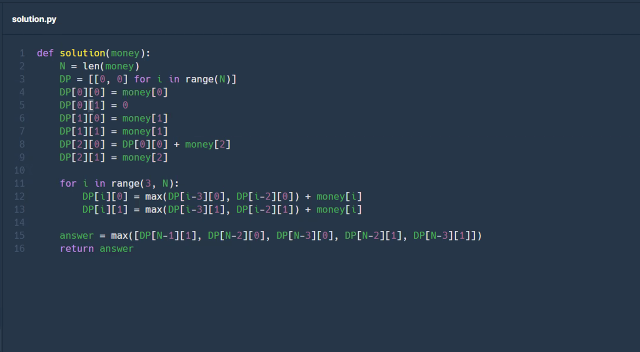 solution.py
1 def solution(money):
2 N = len(money)
3 DP = [[0, 0] for i in range(N)]
4 DP[0][0] = money[0]
5 DP[0][1] = 0
6 DP[1][0] = money[1]
7 DP[1][1] = money[1]
8 DP[2][0] = DP[0][0] + money[2]
9 DP[2][1] = money[2]
10
11 for i in range(3, N):
12 DP[i][0] = max(DP[i-3][0], DP[i-2][0]) + money[i]
13 DP[i][1] = max(DP[i-3][1], DP[i-2][1]) + money[i]
14
15 answer = max([DP[N-1][1], DP[N-2][0], DP[N-3][0], DP[N-2][1], DP[N-3][1]])
16 return answer